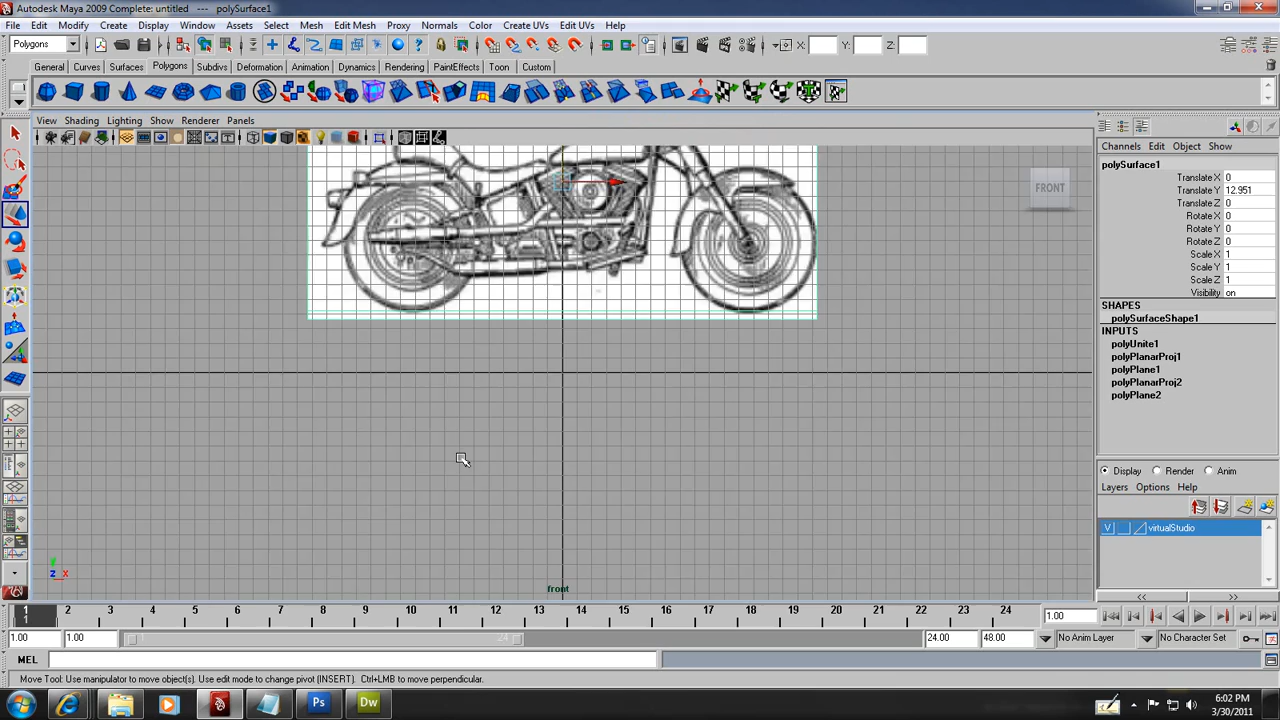 Autodesk Maya 2009 Complete: untitled --- polySurface1
File Edit Modify Create Display Window Assets Select Mesh Edit Mesh Proxy Normals Color Create UVs Edit UVs Help
Polygons X: Y: Z:
General Curves Surfaces Polygons Subdivs Deformation Animation Dynamics Rendering PaintEffects Toon Custom
View Shading Lighting Show Renderer Panels
Channels Edit Object Show
polySurface1
Translate X 0
Translate Y 12.951
Translate Z 0
Rotate X 0
Rotate Y 0
Rotate Z 0
Scale X 1
Scale Y 1
Scale Z 1
Visibility on
SHAPES
polySurfaceShape1
INPUTS
polyUnite1
polyPlanarProj1
polyPlane1
polyPlanarProj2
polyPlane2
FRONT
Display Render Anim
Layers Options Help
V virtualStudio
y
z x
front
1 2 3 4 5 6 7 8 9 10 11 12 13 14 15 16 17 18 19 20 21 22 23 24 1.00
1
1.00 1.00 1 24 24.00 48.00 No Anim Layer No Character Set
MEL
Move Tool: Use manipulator to move object(s). Use edit mode to change pivot (INSERT). Ctrl+LMB to move perpendicular.
Ps Dw
6:02 PM
3/30/2011